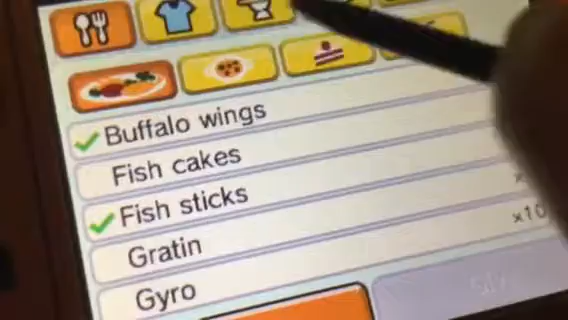 Buffalo wings
Fish cakes
Fish sticks
Gratin
×10
Gyro